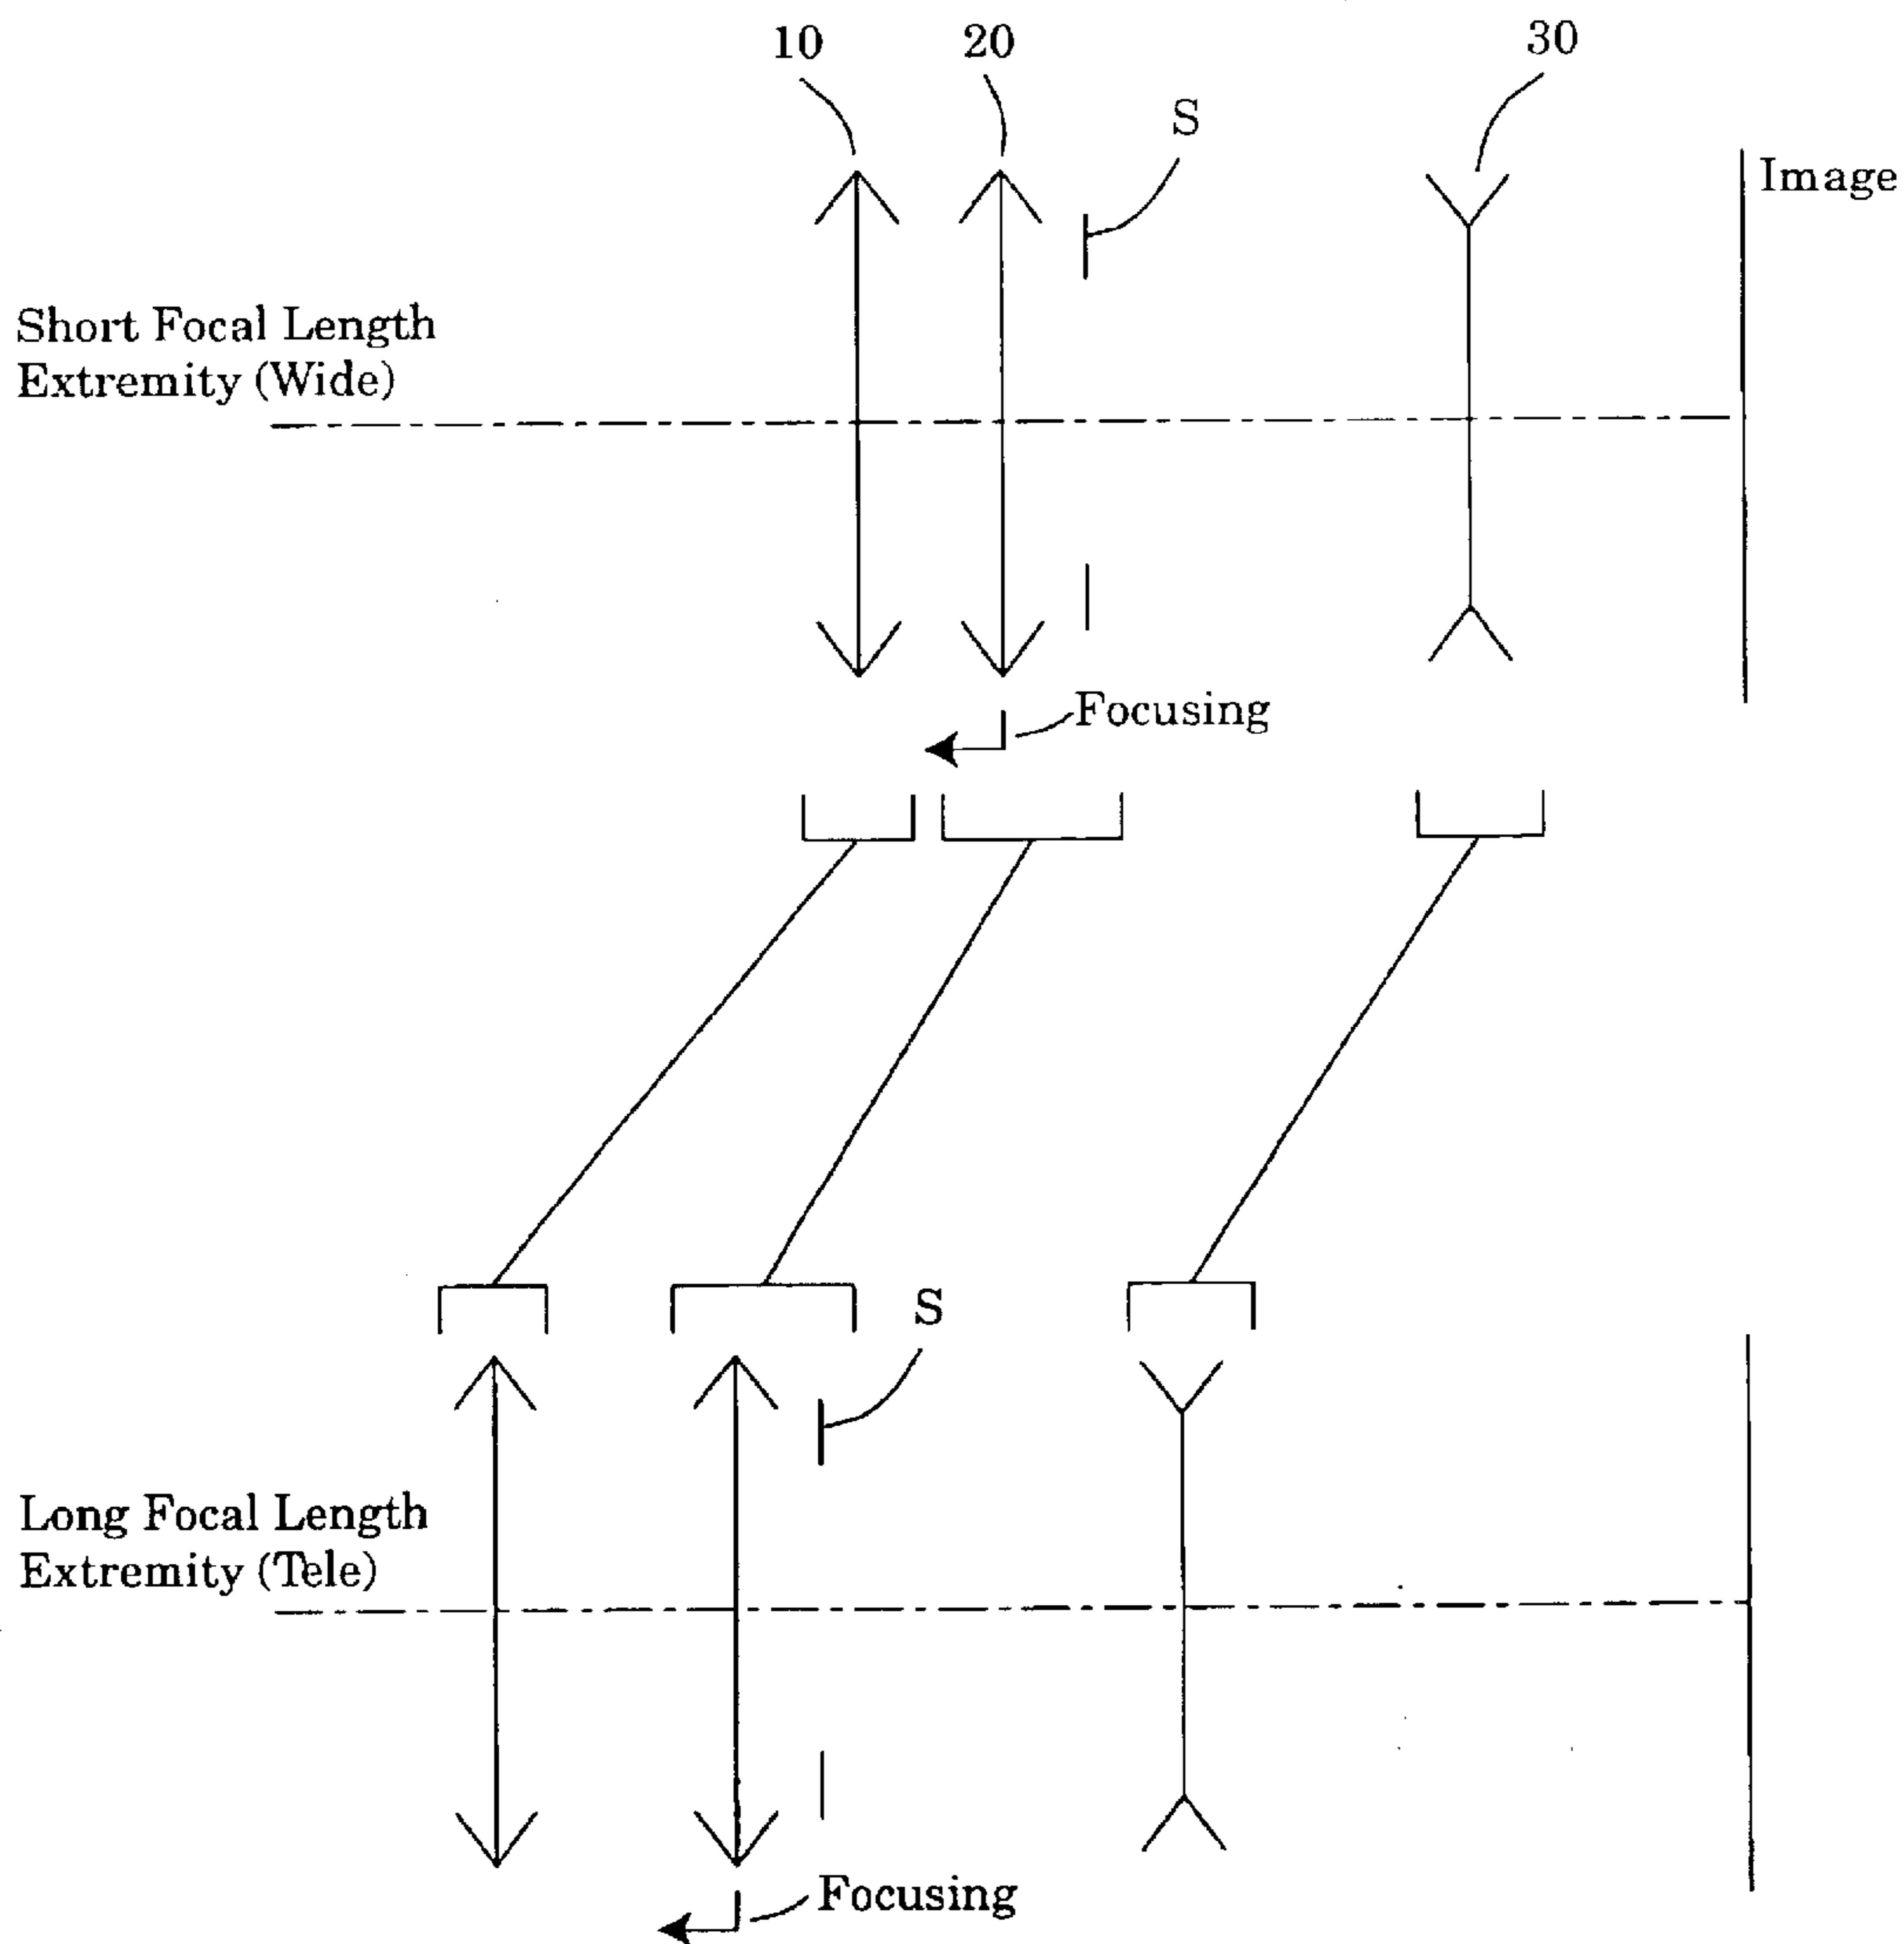 10
20
30
S
Image
Short Focal Length
Extremity (Wide)
Focusing
S
Long Focal Length
Extremity (Tele)
Focusing